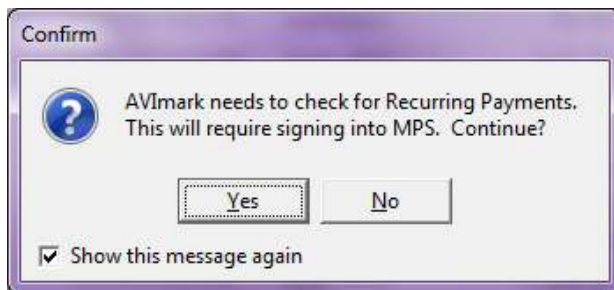 Confirm
AVImark needs to check for Recurring Payments.
This will require signing into MPS.  Continue?
Yes
No
Show this message again